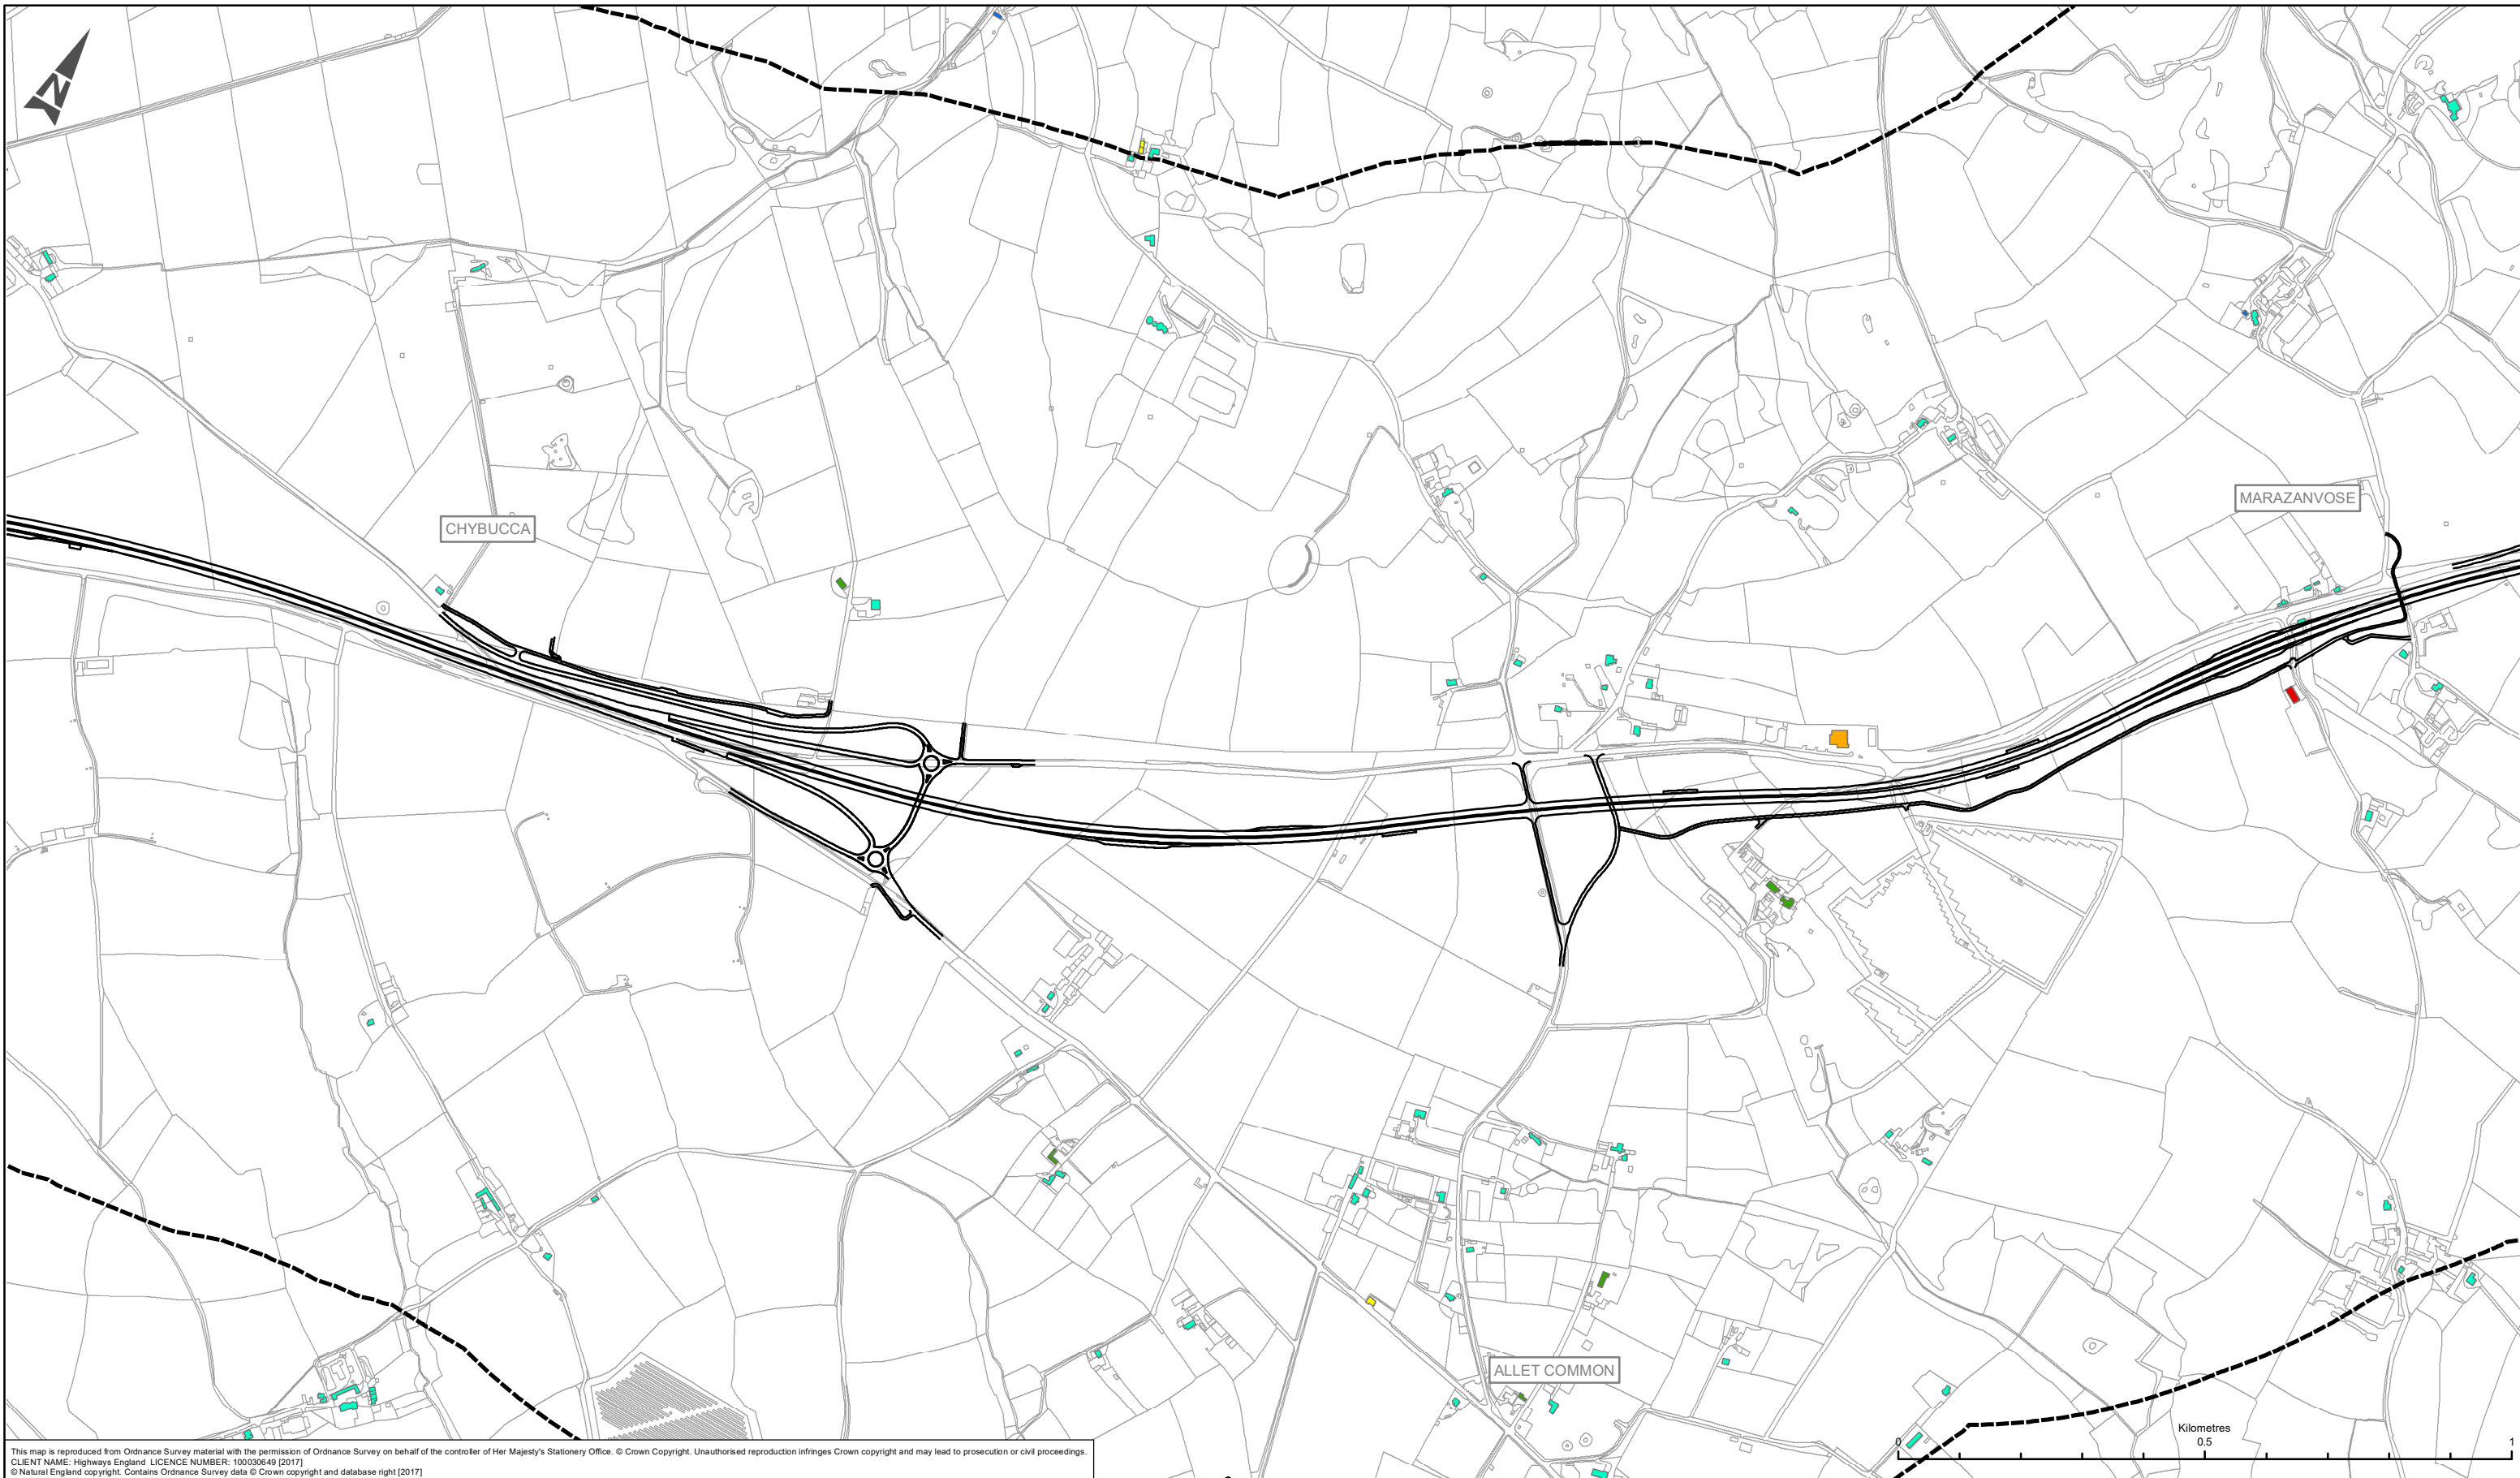 N
CHYBUCCA
MARAZANVOSE
ALLET COMMON
Kilometres
0 0.5 1
This map is reproduced from Ordnance Survey material with the permission of Ordnance Survey on behalf of the controller of Her Majesty's Stationery Office. © Crown Copyright. Unauthorised reproduction infringes Crown copyright and may lead to prosecution or civil proceedings.
CLIENT NAME: Highways England LICENCE NUMBER: 100030649 [2017]
© Natural England copyright. Contains Ordnance Survey data © Crown copyright and database right [2017]